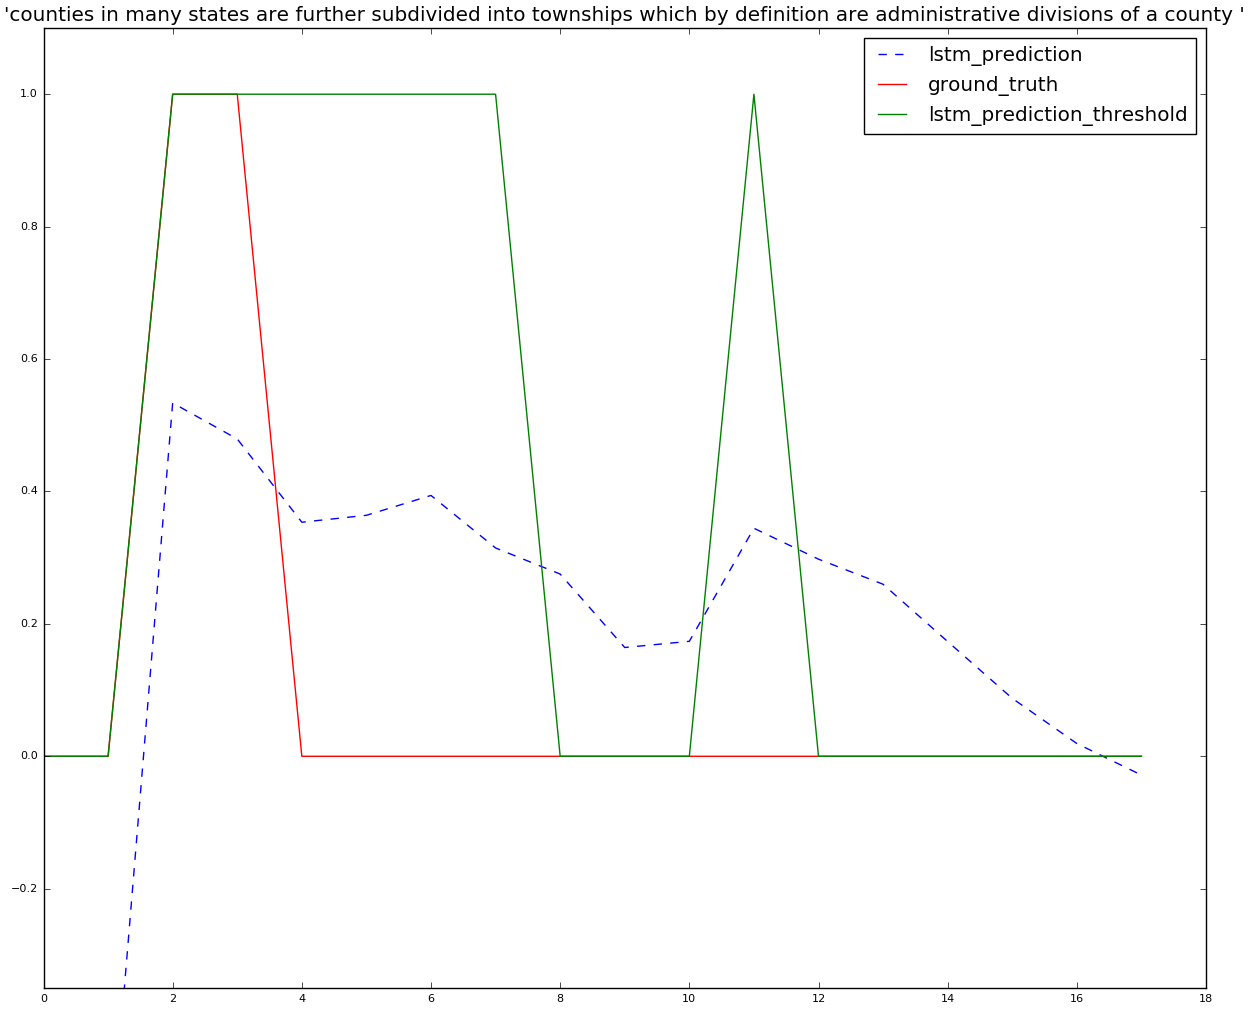 'counties in many states are further subdivided into townships which by definition are administrative divisions of a county '
lstm_prediction
ground_truth
lstm_prediction_threshold
1.0
0.8
0.6
0.4
0.2
0.0
−0.2
0 2 4 6 8 10 12 14 16 18